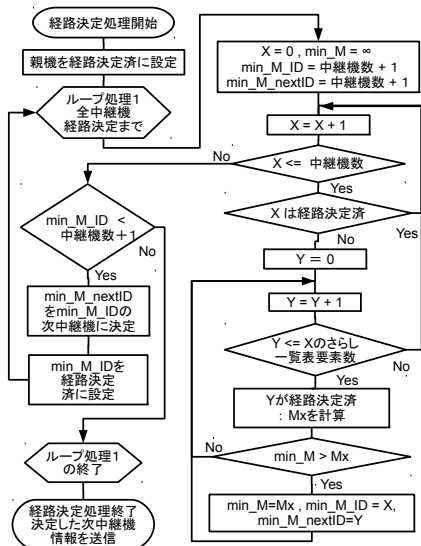 経路決定処理開始
親機を経路決定済に設定
ループ処理1
全中継機
経路決定まで
X = 0 , min_M = ∞
min_M_ID = 中継機数 + 1
min_M_nextID = 中継機数 + 1
X = X + 1
No
X <= 中継機数
Yes
X は経路決定済
Yes
No
Y = 0
Y = Y + 1
Y <= Xのさらし
一覧表要素数
No
Yes
Yが経路決定済
: Mxを計算
No
min_M > Mx
Yes
min_M=Mx , min_M_ID = X,
min_M_nextID=Y
min_M_ID <
中継機数+1
No
Yes
min_M_nextID
をmin_M_IDの
次中継機に決定
min_M_IDを
経路決定
済に設定
ループ処理1
の終了
経路決定処理終了
決定した次中継機
情報を送信